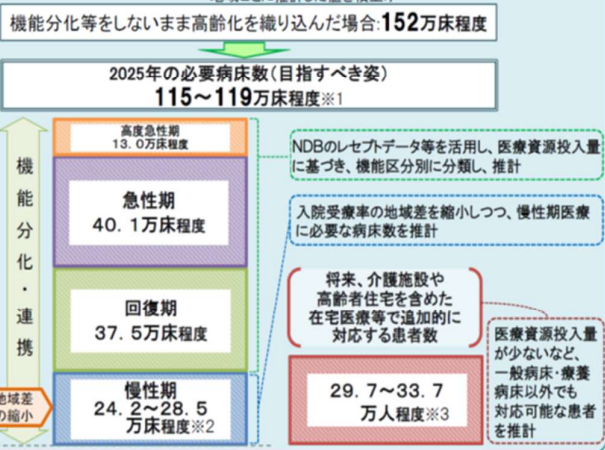 機能分化等をしないまま高齢化を織り込んだ場合:152万床程度
2025年の必要病床数(目指すべき姿)
115～119万床程度※1
機能分化・連携
高度急性期
13.0万床程度
急性期
40.1万床程度
回復期
37.5万床程度
慢性期
24.2～28.5
万床程度※2
地域差
の縮小
NDBのレセプトデータ等を活用し、医療資源投入量
に基づき、機能区分別に分類し、推計
入院受療率の地域差を縮小しつつ、慢性期医療
に必要な病床数を推計
将来、介護施設や
高齢者住宅を含めた
在宅医療等で追加的に
対応する患者数
29.7～33.7
万人程度※3
医療資源投入量
が少ないなど、
一般病床・療養
病床以外でも
対応可能な患者
を推計